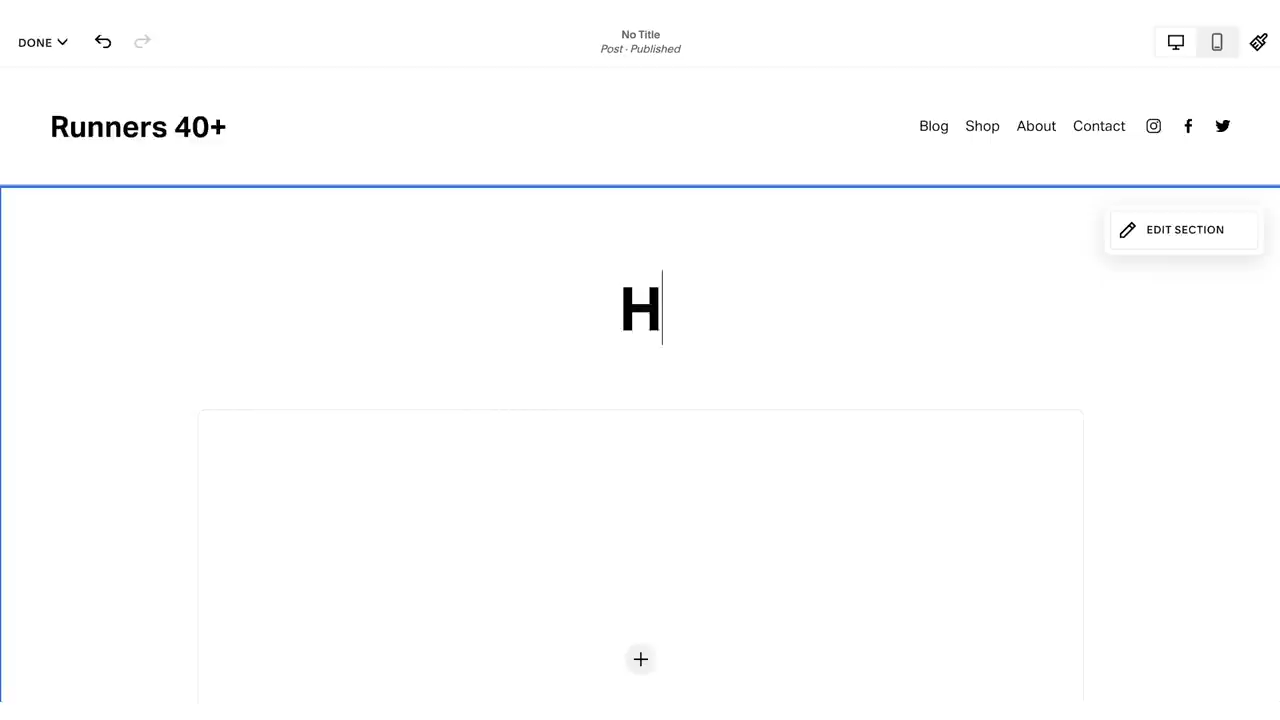 DONE
No Title
Post · Published
Runners 40+
Blog Shop About Contact
EDIT SECTION
H